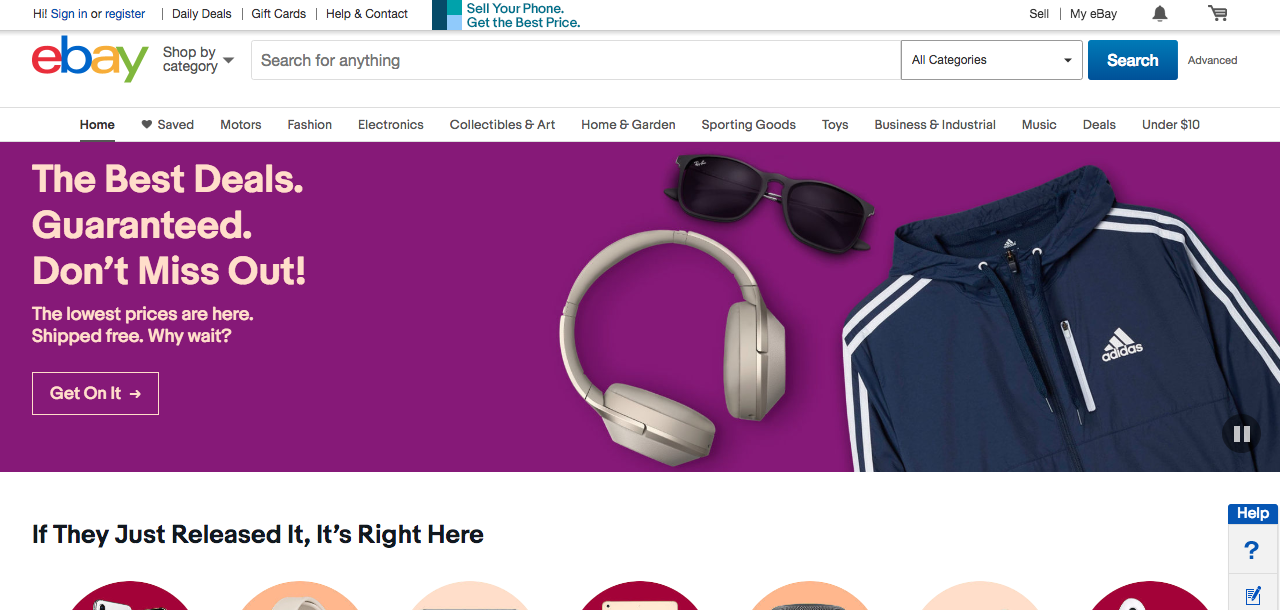 Hi! Sign in or register
Daily Deals
Gift Cards
Help & Contact
Sell Your Phone.
Get the Best Price.
Sell
My eBay
ebay
Shop by
category
Search for anything
All Categories
Search
Advanced
Home
Saved
Motors
Fashion
Electronics
Collectibles & Art
Home & Garden
Sporting Goods
Toys
Business & Industrial
Music
Deals
Under $10
The Best Deals.
Guaranteed.
Don't Miss Out!
The lowest prices are here.
Shipped free. Why wait?
Get On It →
Ray-Ban
adidas
If They Just Released It, It's Right Here
Help
?